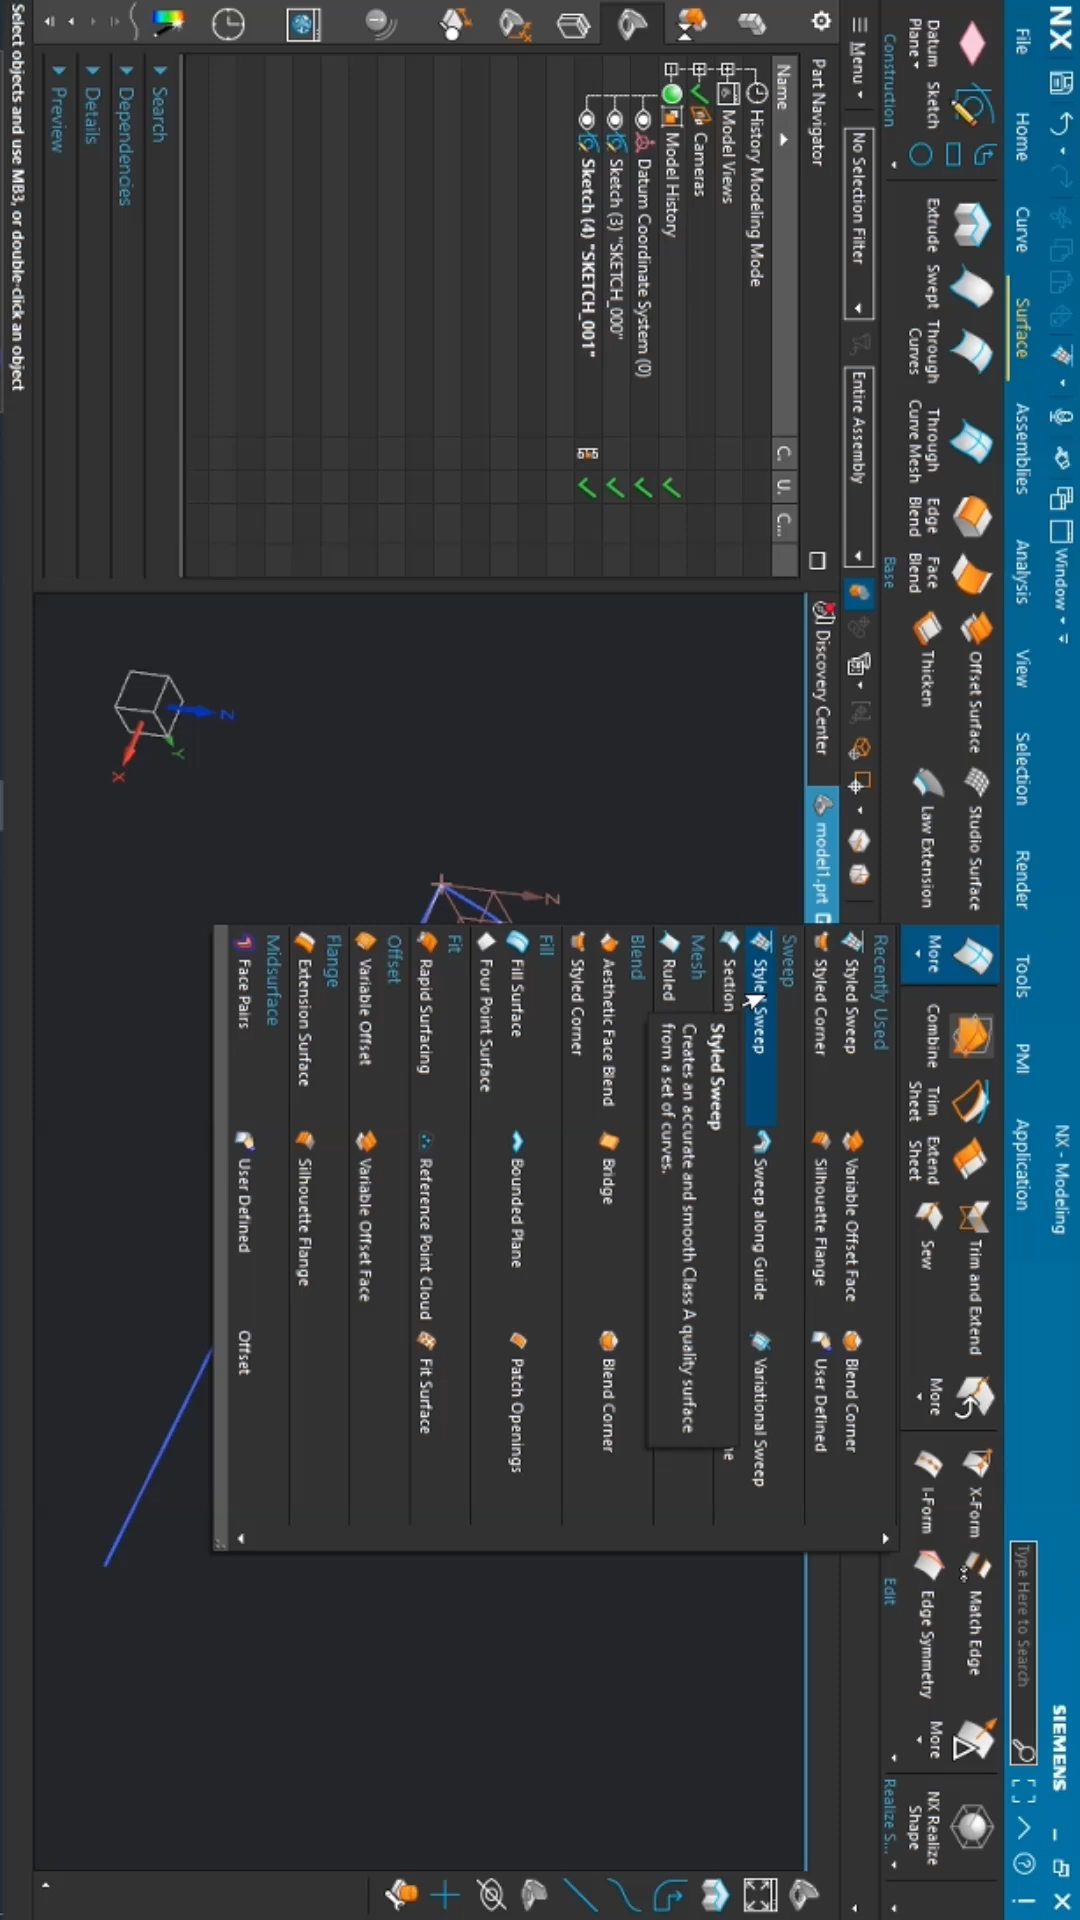 NX
Window
NX - Modeling
SIEMENS
File
Home
Curve
Surface
Assemblies
Analysis
View
Selection
Render
Tools
PMI
Application
Type Here to Search
Datum
Plane
Sketch
Extrude
Swept
Through
Curves
Through
Curve Mesh
Edge
Blend
Face
Blend
Offset Surface
Thicken
Studio Surface
Law Extension
More
Combine
Trim
Sheet
Extend
Sheet
Trim and Extend
Sew
More
X-Form
I-Form
Match Edge
Edge Symmetry
More
NX Realize
Shape
Construction
Base
Edit
Realize S...
Menu
No Selection Filter
Entire Assembly
Part Navigator
Discovery Center
model1.prt
Name
C.
U.
C...
History Modeling Mode
Model Views
Cameras
Model History
Datum Coordinate System (0)
Sketch (3) "SKETCH_000"
Sketch (4) "SKETCH_001"
Search
Dependencies
Details
Preview
Recently Used
Styled Sweep
Variable Offset Face
Blend Corner
Styled Corner
Silhouette Flange
User Defined
Sweep
Sweep
Sweep along Guide
Variational Sweep
Section
Styled Sweep
Creates an accurate and smooth Class A quality surface
from a set of curves.
Mesh
Ruled
Blend
Aesthetic Face Blend
Bridge
Blend Corner
Styled Corner
Fill
Fill Surface
Bounded Plane
Patch Openings
Four Point Surface
Fit
Rapid Surfacing
Reference Point Cloud
Fit Surface
Offset
Variable Offset
Variable Offset Face
Flange
Extension Surface
Silhouette Flange
Midsurface
Face Pairs
User Defined
Offset
Z
Z
Y
X
Select objects and use MB3, or double-click an object